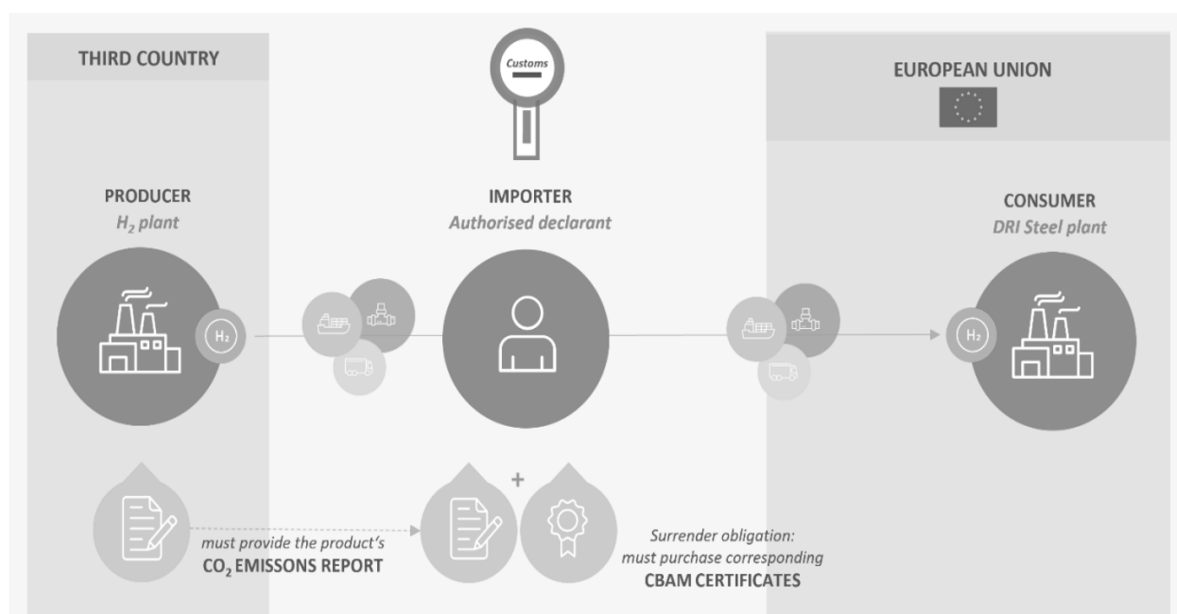 THIRD COUNTRY
Customs
EUROPEAN UNION
PRODUCER
H₂ plant
IMPORTER
Authorised declarant
CONSUMER
DRI Steel plant
H₂
H₂
+
must provide the product's
CO₂ EMISSONS REPORT
Surrender obligation:
must purchase corresponding
CBAM CERTIFICATES